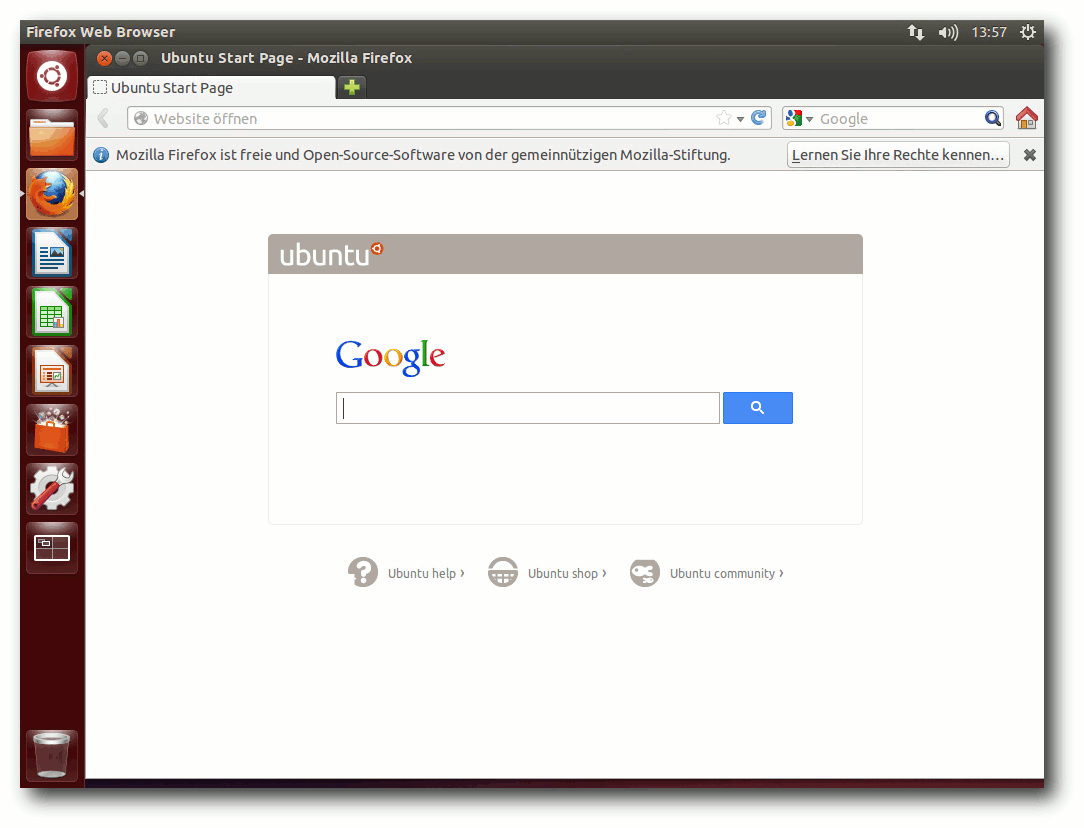 Firefox Web Browser
13:57
Ubuntu Start Page - Mozilla Firefox
Ubuntu Start Page
Website öffnen
Google
Mozilla Firefox ist freie und Open-Source-Software von der gemeinnützigen Mozilla-Stiftung.
Lernen Sie Ihre Rechte kennen…
ubuntu
Google
Ubuntu help ›
Ubuntu shop ›
Ubuntu community ›